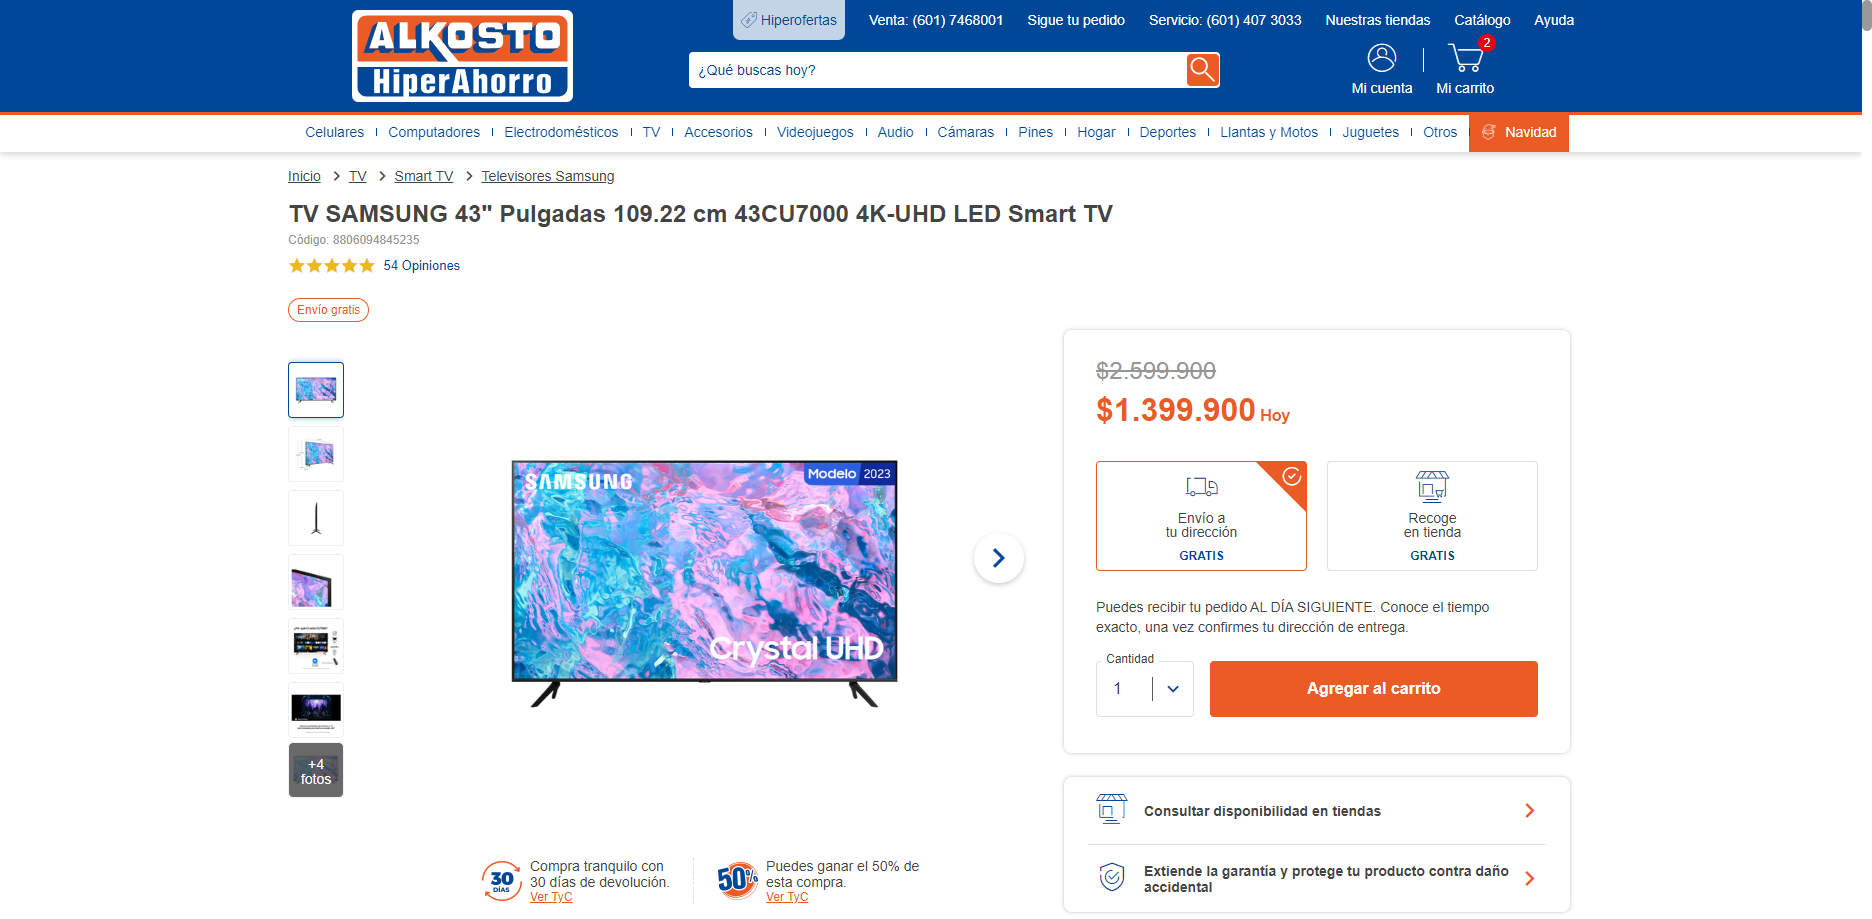 ALKOSTO
HiperAhorro
Hiperofertas
Venta: (601) 7468001
Sigue tu pedido
Servicio: (601) 407 3033
Nuestras tiendas
Catálogo
Ayuda
¿Qué buscas hoy?
Mi cuenta
2
Mi carrito
Celulares
Computadores
Electrodomésticos
TV
Accesorios
Videojuegos
Audio
Cámaras
Pines
Hogar
Deportes
Llantas y Motos
Juguetes
Otros
Navidad
Inicio > TV > Smart TV > Televisores Samsung
TV SAMSUNG 43" Pulgadas 109.22 cm 43CU7000 4K-UHD LED Smart TV
Código: 8806094845235
54 Opiniones
Envío gratis
+4
fotos
SAMSUNG
Modelo 2023
Crystal UHD
30
DÍAS
Compra tranquilo con
30 días de devolución.
Ver TyC
50%
Puedes ganar el 50% de
esta compra.
Ver TyC
$2.599.900
$1.399.900 Hoy
Envío a
tu dirección
GRATIS
Recoge
en tienda
GRATIS
Puedes recibir tu pedido AL DÍA SIGUIENTE. Conoce el tiempo
exacto, una vez confirmes tu dirección de entrega.
Cantidad
1
Agregar al carrito
Consultar disponibilidad en tiendas
Extiende la garantía y protege tu producto contra daño
accidental